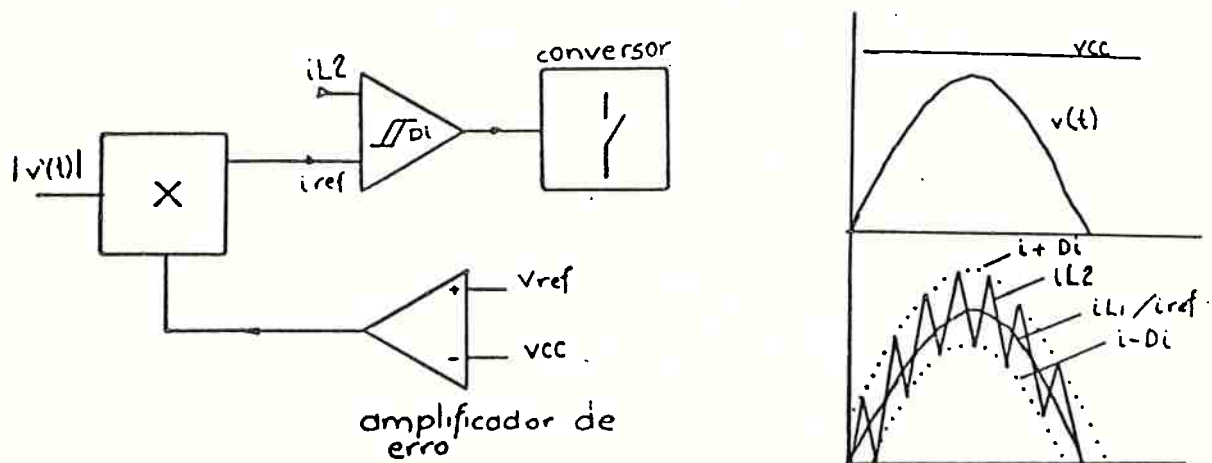 conversor
iL2
Di
|v'(t)|
X
iref
Vref
+
-
vcc
amplificador de
erro
vcc
v(t)
i+Di
iL2
iL1/iref
i-Di